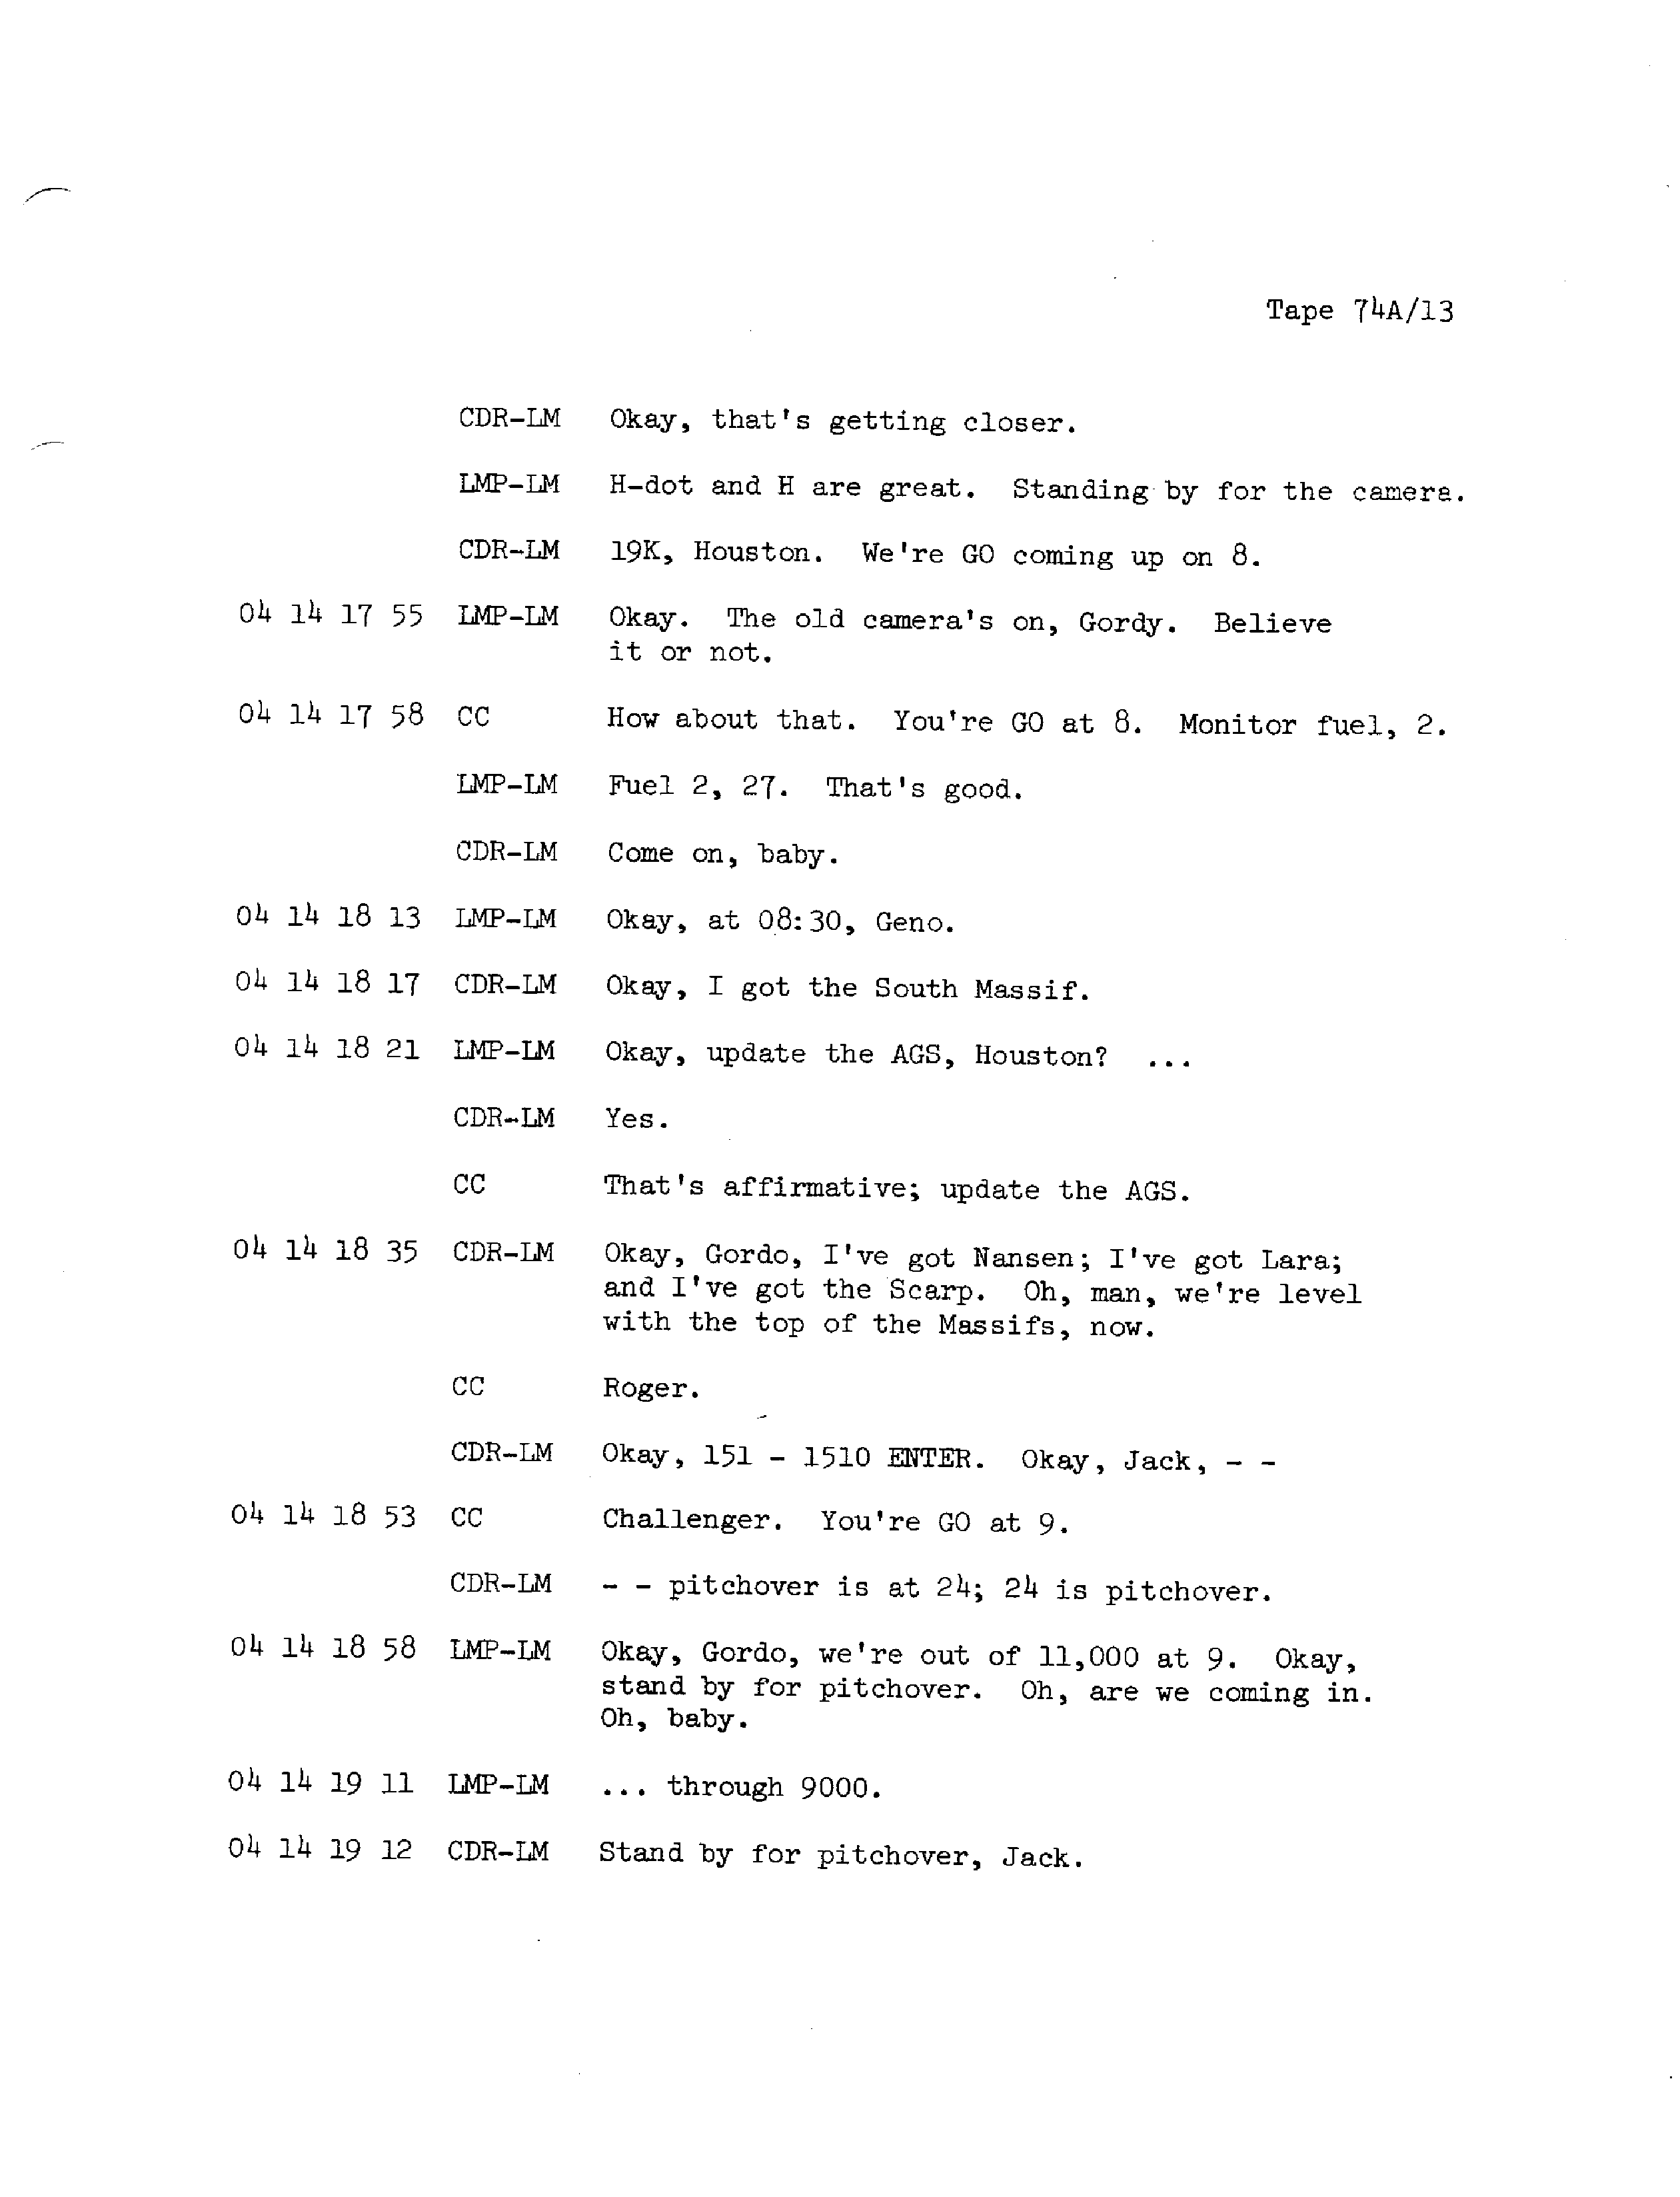 Tape 74A/13
CDR-LM Okay, that's getting closer.
LMP-LM H-dot and H are great. Standing by for the camera.
CDR-LM 19K, Houston. We're GO coming up on 8.
04 14 17 55 LMP-LM Okay. The old camera's on, Gordy. Believe
it or not.
04 14 17 58 CC How about that. You're GO at 8. Monitor fuel, 2.
LMP-LM Fuel 2, 27. That's good.
CDR-LM Come on, baby.
04 14 18 13 LMP-LM Okay, at 08:30, Geno.
04 14 18 17 CDR-LM Okay, I got the South Massif.
04 14 18 21 LMP-LM Okay, update the AGS, Houston? ...
CDR-LM Yes.
CC That's affirmative; update the AGS.
04 14 18 35 CDR-LM Okay, Gordo, I've got Nansen; I've got Lara;
and I've got the Scarp. Oh, man, we're level
with the top of the Massifs, now.
CC Roger.
CDR-LM Okay, 151 - 1510 ENTER. Okay, Jack, - -
04 14 18 53 CC Challenger. You're GO at 9.
CDR-LM - - pitchover is at 24; 24 is pitchover.
04 14 18 58 LMP-LM Okay, Gordo, we're out of 11,000 at 9. Okay,
stand by for pitchover. Oh, are we coming in.
Oh, baby.
04 14 19 11 LMP-LM ... through 9000.
04 14 19 12 CDR-LM Stand by for pitchover, Jack.